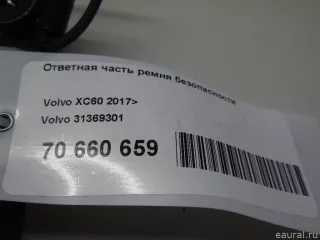 Ответная часть ремня безопасности
Volvo XC60 2017>
Volvo 31369301
70 660 659
eaural.ru